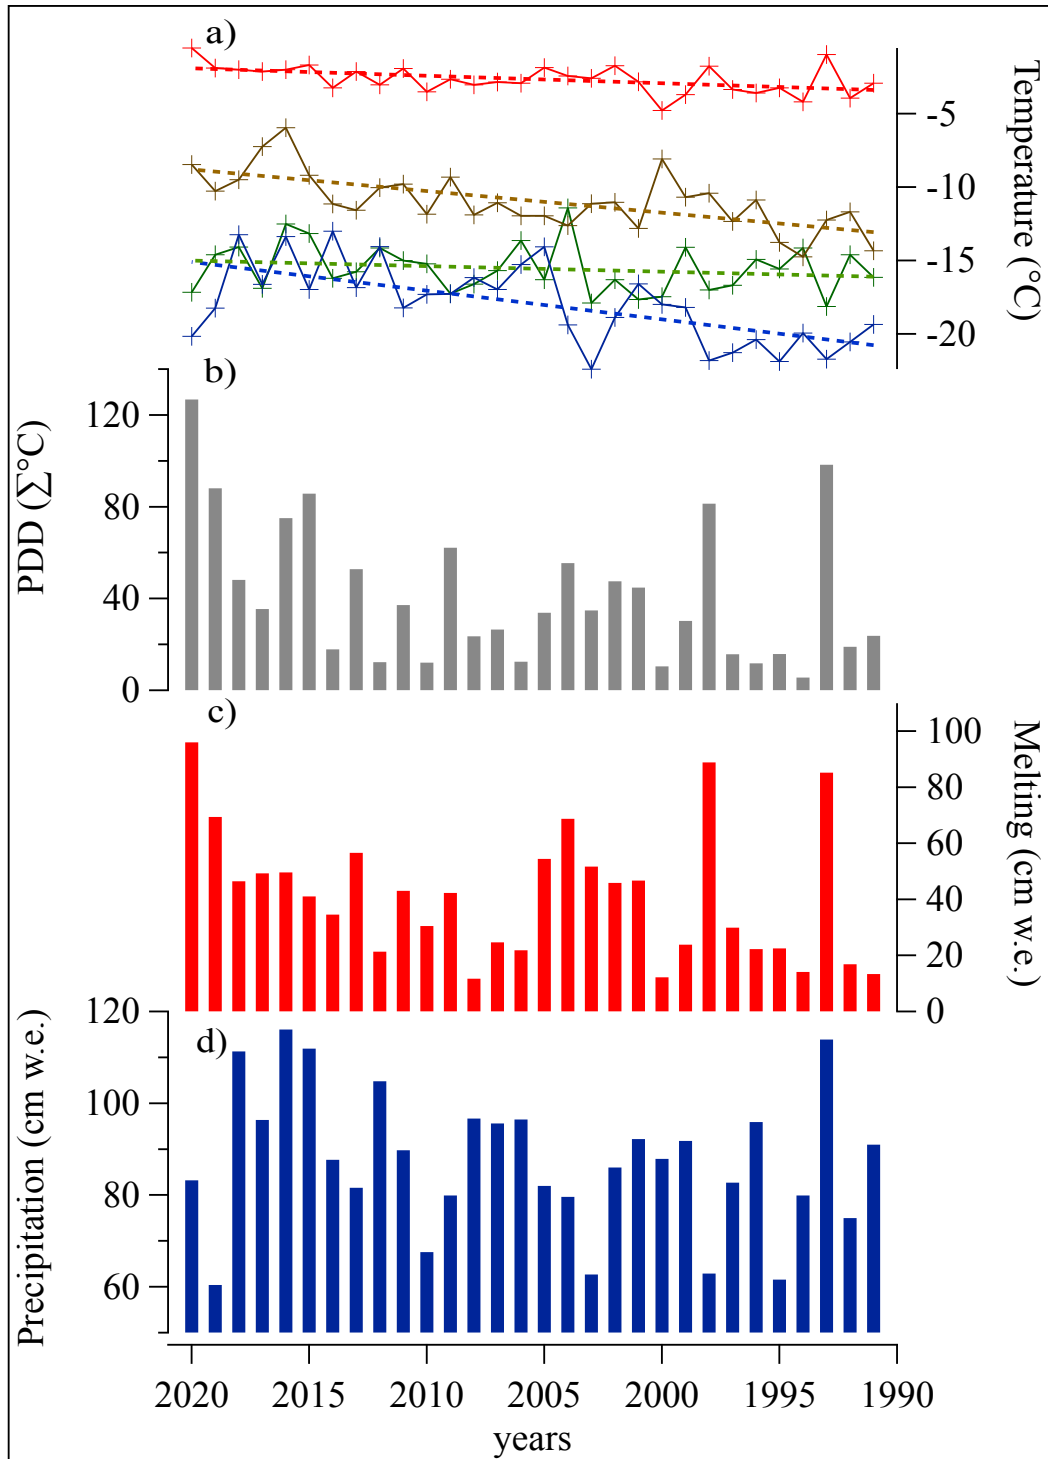 a)
Temperature (°C)
-5
-10
-15
-20
b)
PDD (∑°C)
120
80
40
0
c)
Melting (cm w.e.)
100
80
60
40
20
0
d)
Precipitation (cm w.e.)
120
100
80
60
2020 2015 2010 2005 2000 1995 1990
years